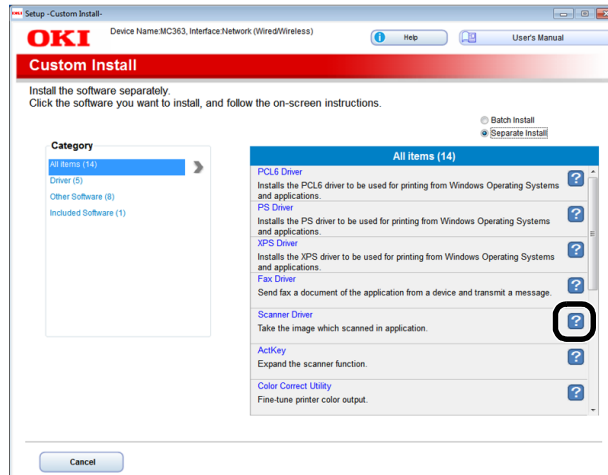 Setup -Custom Install-
OKI
Device Name:MC363, Interface:Network (Wired/Wireless)
Help
User's Manual
Custom Install
Install the software separately.
Click the software you want to install, and follow the on-screen instructions.
Batch Install
Separate Install
Category
All items (14)
Driver (5)
Other Software (8)
Included Software (1)
All items (14)
PCL6 Driver
Installs the PCL6 driver to be used for printing from Windows Operating Systems
and applications.
PS Driver
Installs the PS driver to be used for printing from Windows Operating Systems
and applications.
XPS Driver
Installs the XPS driver to be used for printing from Windows Operating Systems
and applications.
Fax Driver
Send fax a document of the application from a device and transmit a message.
Scanner Driver
Take the image which scanned in application.
ActKey
Expand the scanner function.
Color Correct Utility
Fine-tune printer color output.
Cancel